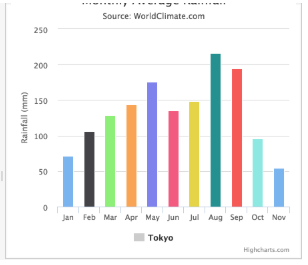 Monthly Average Rainfall
Source: WorldClimate.com
Rainfall (mm)
250
200
150
100
50
0
Jan Feb Mar Apr May Jun Jul Aug Sep Oct Nov
Tokyo
Highcharts.com